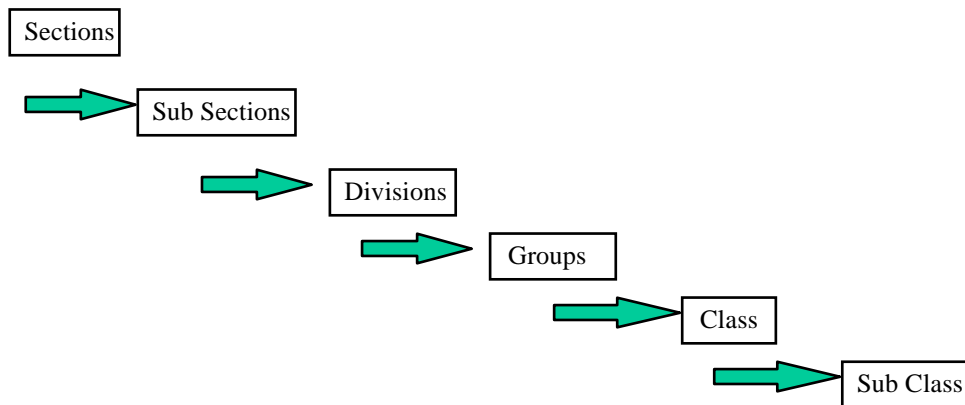 Sections
Sub Sections
Divisions
Groups
Class
Sub Class